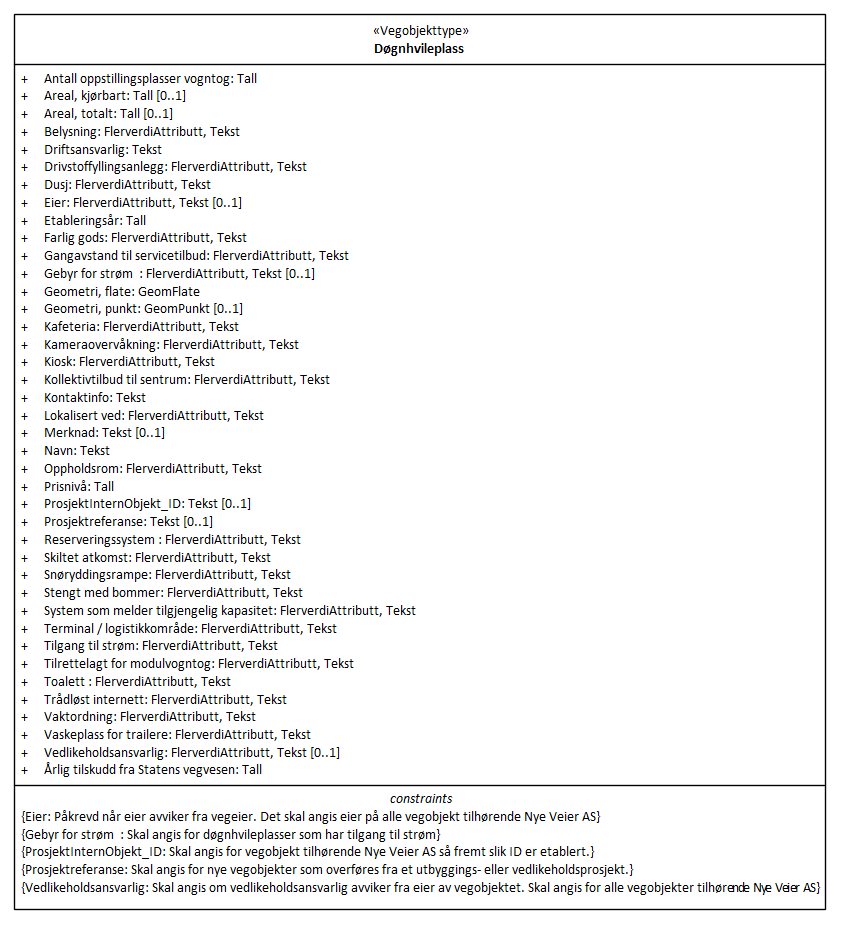 «Vegobjekttype»
Døgnhvileplass
+ Antall oppstillingsplasser vogntog: Tall
+ Areal, kjørbart: Tall [0..1]
+ Areal, totalt: Tall [0..1]
+ Belysning: FlerverdiAttributt, Tekst
+ Driftsansvarlig: Tekst
+ Drivstoffyllingsanlegg: FlerverdiAttributt, Tekst
+ Dusj: FlerverdiAttributt, Tekst
+ Eier: FlerverdiAttributt, Tekst [0..1]
+ Etableringsår: Tall
+ Farlig gods: FlerverdiAttributt, Tekst
+ Gangavstand til servicetilbud: FlerverdiAttributt, Tekst
+ Gebyr for strøm : FlerverdiAttributt, Tekst [0..1]
+ Geometri, flate: GeomFlate
+ Geometri, punkt: GeomPunkt [0..1]
+ Kafeteria: FlerverdiAttributt, Tekst
+ Kameraovervåkning: FlerverdiAttributt, Tekst
+ Kiosk: FlerverdiAttributt, Tekst
+ Kollektivtilbud til sentrum: FlerverdiAttributt, Tekst
+ Kontaktinfo: Tekst
+ Lokalisert ved: FlerverdiAttributt, Tekst
+ Merknad: Tekst [0..1]
+ Navn: Tekst
+ Oppholdsrom: FlerverdiAttributt, Tekst
+ Prisnivå: Tall
+ ProsjektInternObjekt_ID: Tekst [0..1]
+ Prosjektreferanse: Tekst [0..1]
+ Reserveringssystem : FlerverdiAttributt, Tekst
+ Skiltet atkomst: FlerverdiAttributt, Tekst
+ Snøryddingsrampe: FlerverdiAttributt, Tekst
+ Stengt med bommer: FlerverdiAttributt, Tekst
+ System som melder tilgjengelig kapasitet: FlerverdiAttributt, Tekst
+ Terminal / logistikkområde: FlerverdiAttributt, Tekst
+ Tilgang til strøm: FlerverdiAttributt, Tekst
+ Tilrettelagt for modulvogntog: FlerverdiAttributt, Tekst
+ Toalett : FlerverdiAttributt, Tekst
+ Trådløst internett: FlerverdiAttributt, Tekst
+ Vaktordning: FlerverdiAttributt, Tekst
+ Vaskeplass for trailere: FlerverdiAttributt, Tekst
+ Vedlikeholdsansvarlig: FlerverdiAttributt, Tekst [0..1]
+ Årlig tilskudd fra Statens vegvesen: Tall
constraints
{Eier: Påkrevd når eier avviker fra vegeier. Det skal angis eier på alle vegobjekt tilhørende Nye Veier AS}
{Gebyr for strøm : Skal angis for døgnhvileplasser som har tilgang til strøm}
{ProsjektInternObjekt_ID: Skal angis for vegobjekt tilhørende Nye Veier AS så fremt slik ID er etablert.}
{Prosjektreferanse: Skal angis for nye vegobjekter som overføres fra et utbyggings- eller vedlikeholdsprosjekt.}
{Vedlikeholdsansvarlig: Skal angis om vedlikeholdsansvarlig avviker fra eier av vegobjektet. Skal angis for alle vegobjekter tilhørende Nye Veier AS}